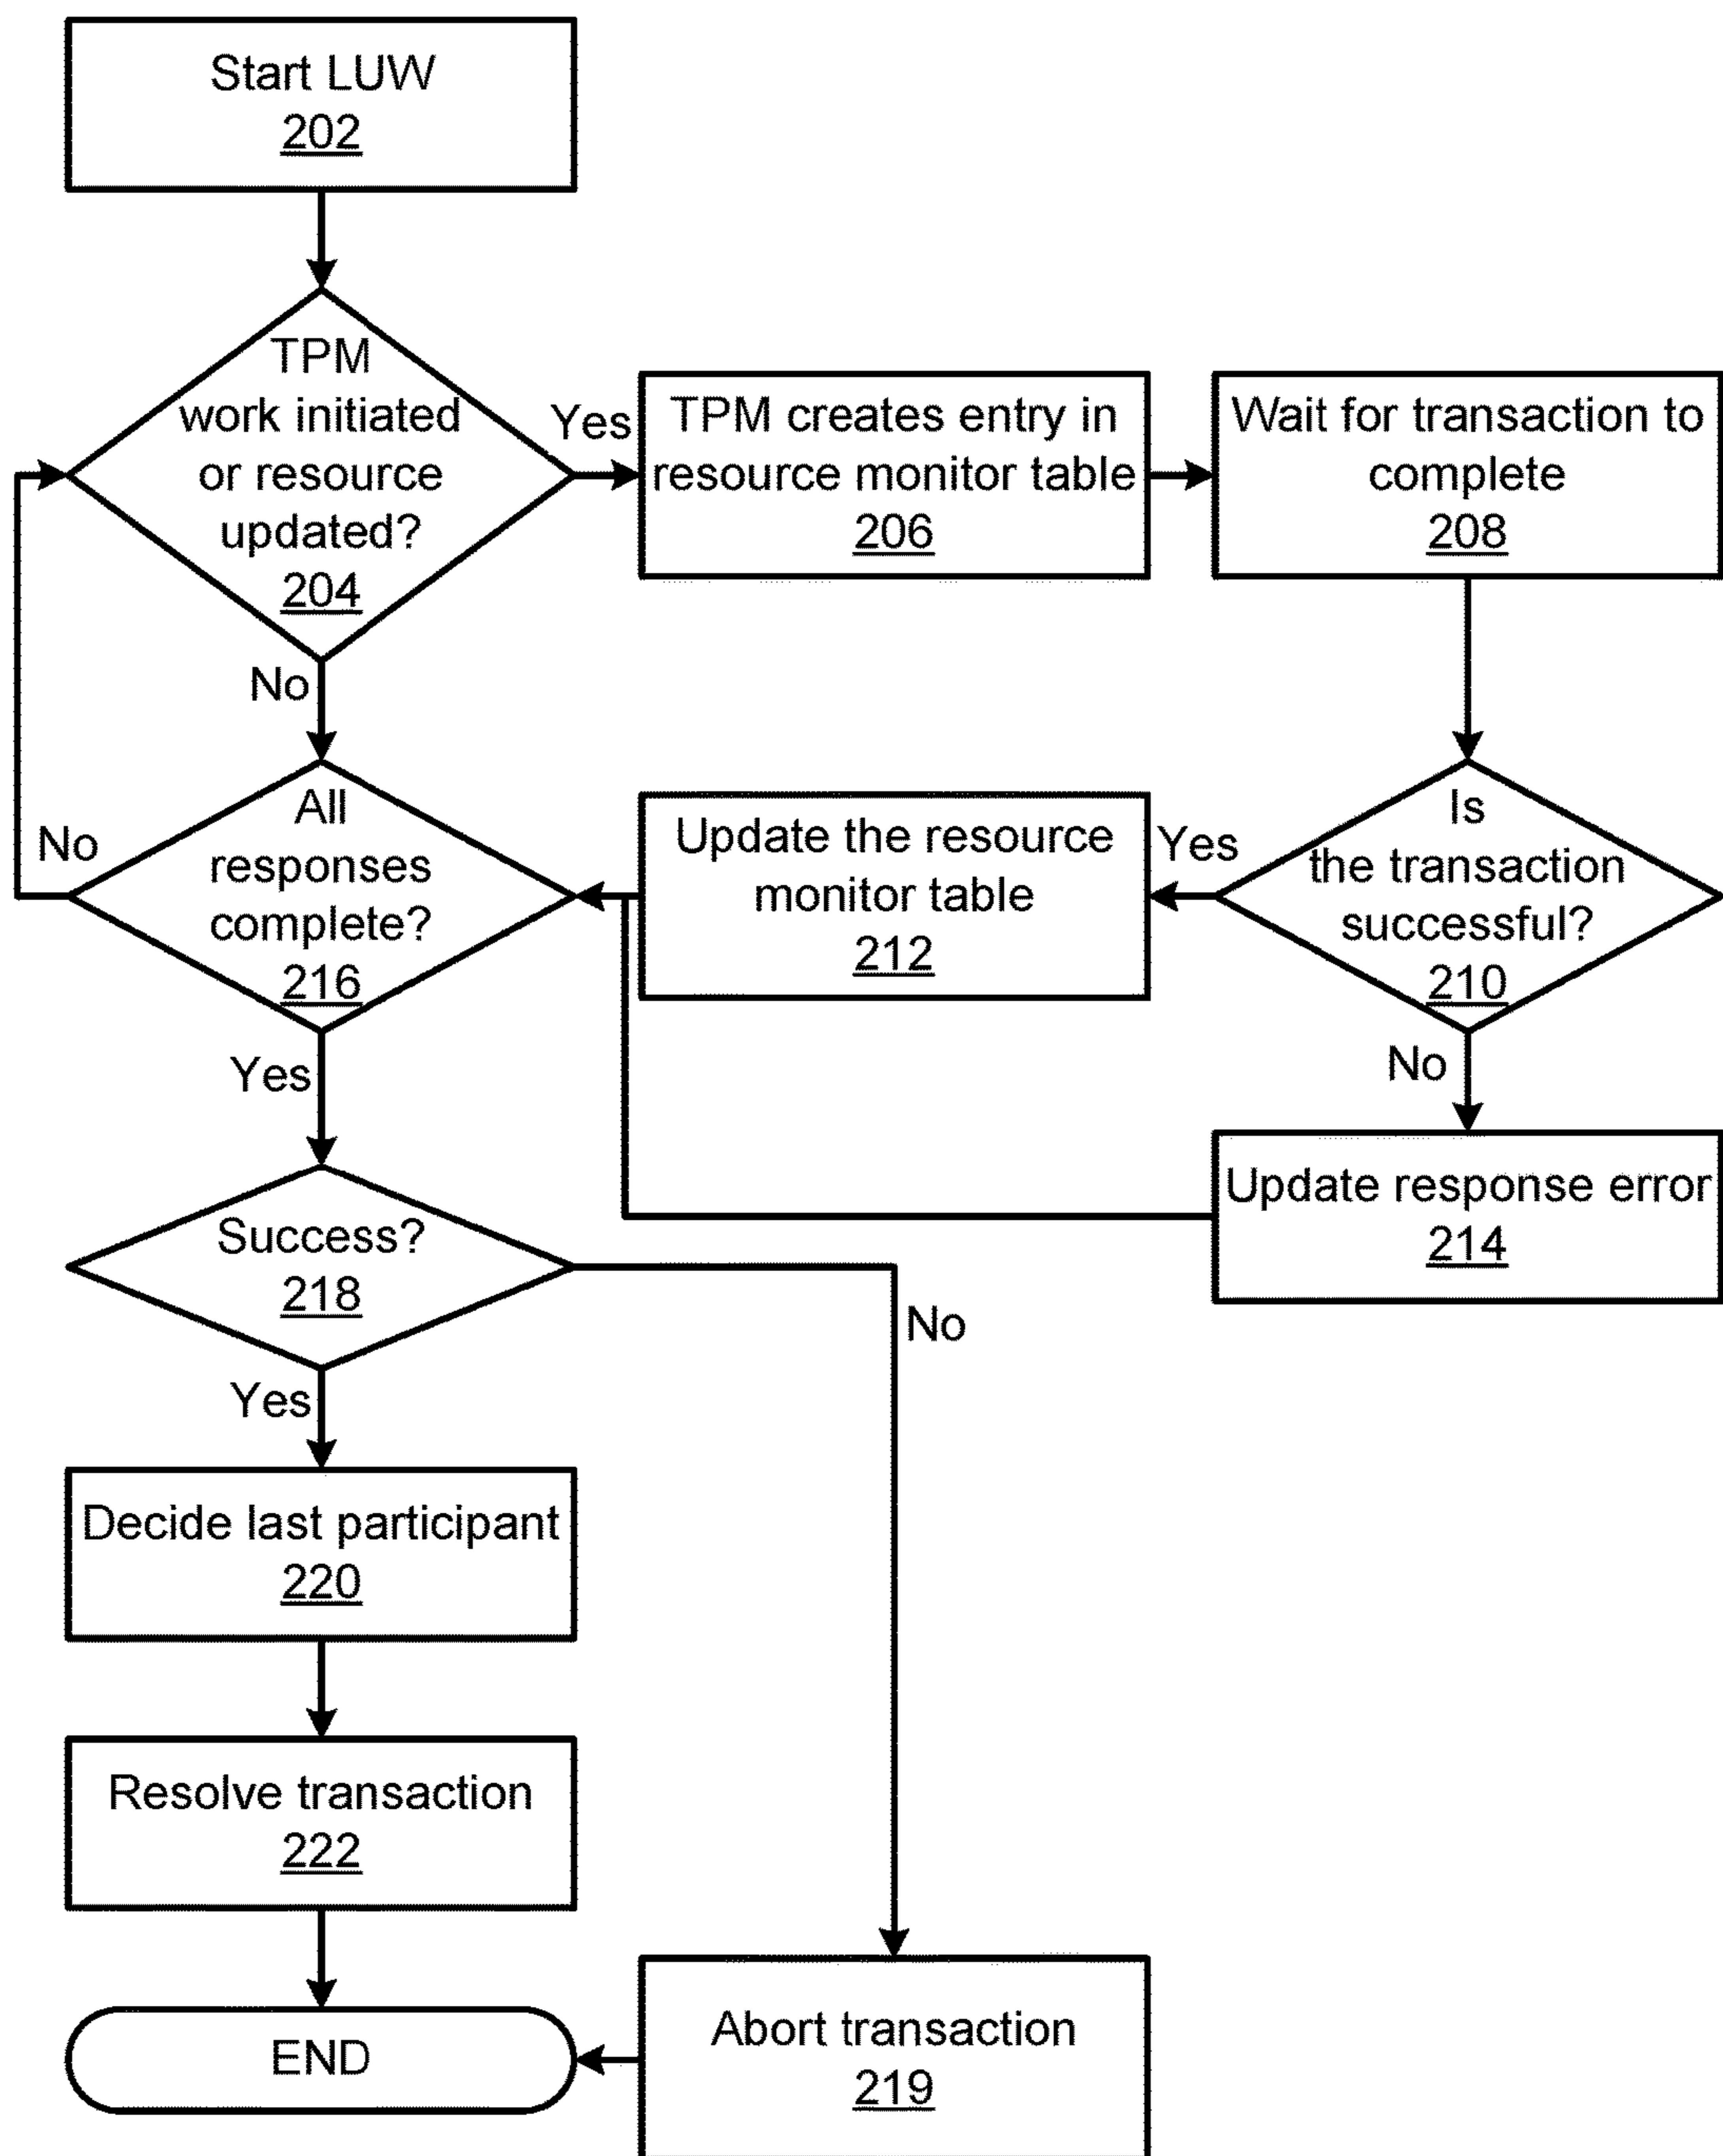 Start LUW
202
TPM
work initiated
or resource
updated?
204
Yes
TPM creates entry in
resource monitor table
206
Wait for transaction to
complete
208
No
All
responses
complete?
216
No
Update the resource
monitor table
212
Yes
Is
the transaction
successful?
210
No
Update response error
214
Yes
Success?
218
No
Yes
Decide last participant
220
Resolve transaction
222
Abort transaction
219
END